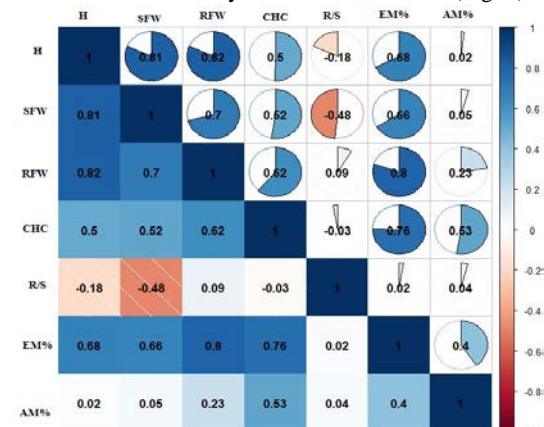 H SFW RFW CHC R/S EM% AM%
H 1 0.81 0.82 0.5 -0.18 0.68 0.02
SFW 0.81 1 0.7 0.52 -0.48 0.66 0.05
RFW 0.82 0.7 1 0.62 0.09 0.8 0.23
CHC 0.5 0.52 0.62 1 -0.03 0.76 0.53
R/S -0.18 -0.48 0.09 -0.03 1 0.02 0.04
EM% 0.68 0.66 0.8 0.76 0.02 1 0.4
AM% 0.02 0.05 0.23 0.53 0.04 0.4 1
1
0.8
0.6
0.4
0.2
0
-0.2
-0.4
-0.6
-0.8